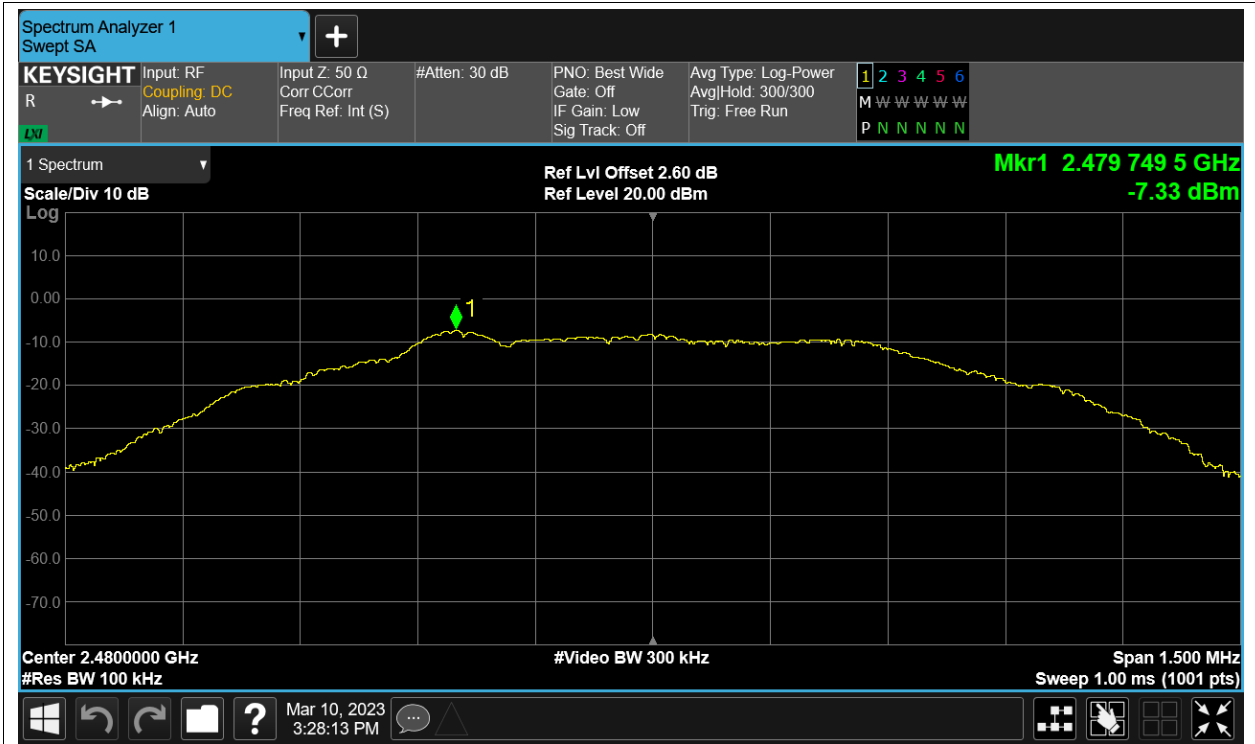 Spectrum Analyzer 1
Swept SA
KEYSIGHT
R
LXI
Input: RF
Coupling: DC
Align: Auto
Input Z: 50 Ω
Corr CCorr
Freq Ref: Int (S)
#Atten: 30 dB
PNO: Best Wide
Gate: Off
IF Gain: Low
Sig Track: Off
Avg Type: Log-Power
Avg|Hold: 300/300
Trig: Free Run
1 2 3 4 5 6
M W W W W W
P N N N N N
1 Spectrum
Scale/Div 10 dB
Ref Lvl Offset 2.60 dB
Ref Level 20.00 dBm
Mkr1 2.479 749 5 GHz
-7.33 dBm
Log
10.0
0.00
-10.0
-20.0
-30.0
-40.0
-50.0
-60.0
-70.0
1
Center 2.4800000 GHz
#Res BW 100 kHz
#Video BW 300 kHz
Span 1.500 MHz
Sweep 1.00 ms (1001 pts)
?
Mar 10, 2023
3:28:13 PM